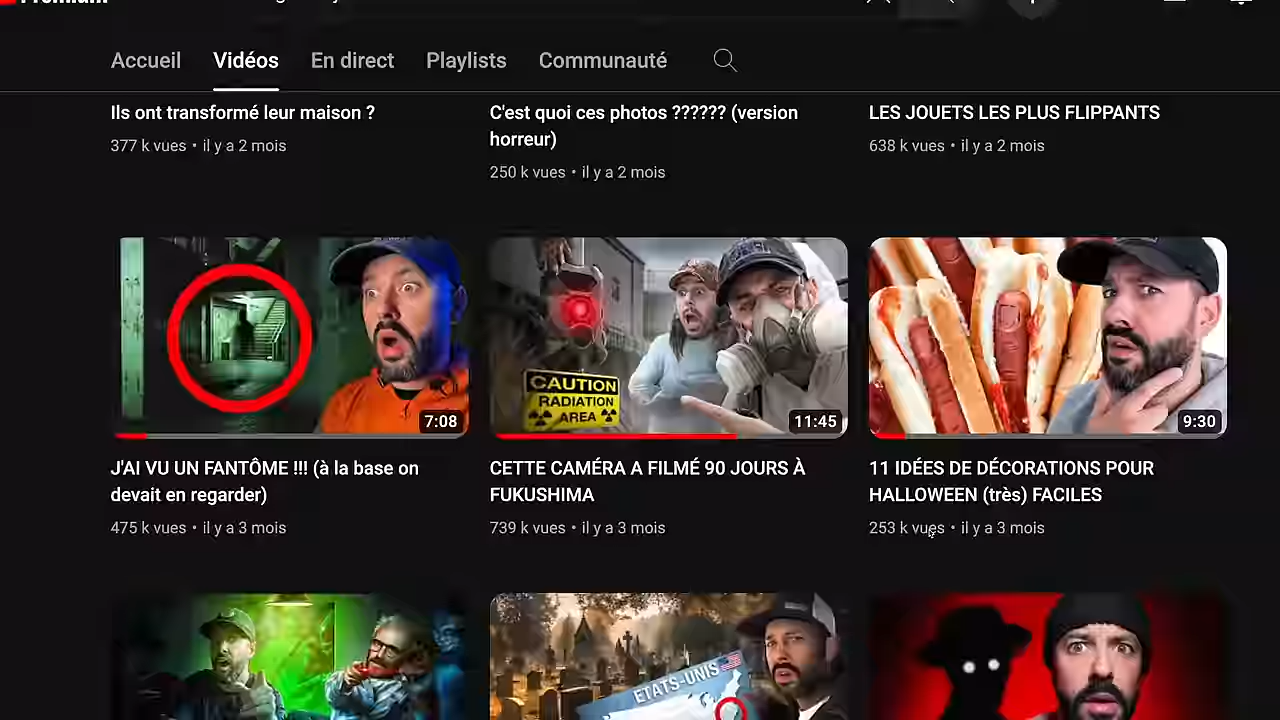 Accueil
Vidéos
En direct
Playlists
Communauté
Ils ont transformé leur maison ?
377 k vues • il y a 2 mois
C'est quoi ces photos ?????? (version
horreur)
250 k vues • il y a 2 mois
LES JOUETS LES PLUS FLIPPANTS
638 k vues • il y a 2 mois
7:08
CAUTION
RADIATION
AREA
11:45
9:30
J'AI VU UN FANTÔME !!! (à la base on
devait en regarder)
475 k vues • il y a 3 mois
CETTE CAMÉRA A FILMÉ 90 JOURS À
FUKUSHIMA
739 k vues • il y a 3 mois
11 IDÉES DE DÉCORATIONS POUR
HALLOWEEN (très) FACILES
253 k vues • il y a 3 mois
ETATS-UNIS